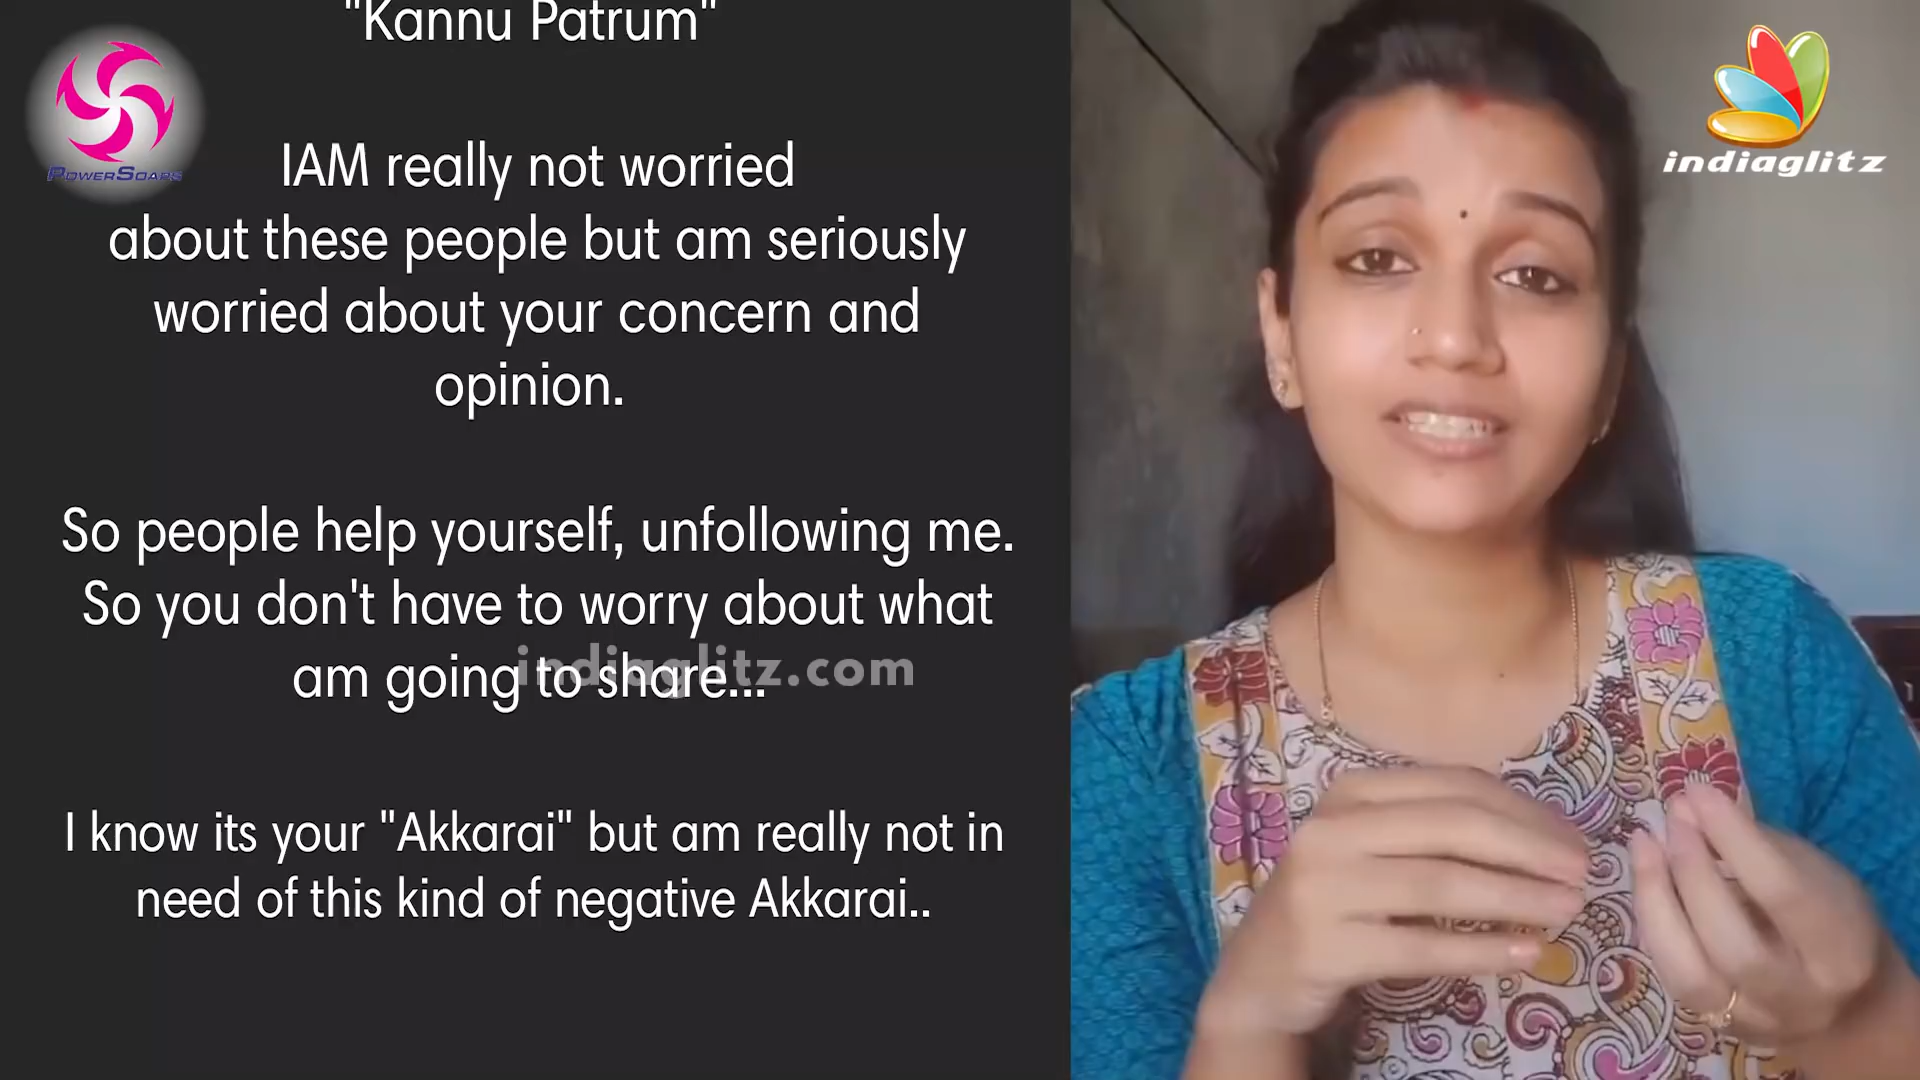 "Kannu Patrum"
POWERSOAPS
indiaglitz
IAM really not worried
about these people but am seriously
worried about your concern and
opinion.
So people help yourself, unfollowing me.
So you don't have to worry about what
am going to share...
indiaglitz.com
I know its your "Akkarai" but am really not in
need of this kind of negative Akkarai..